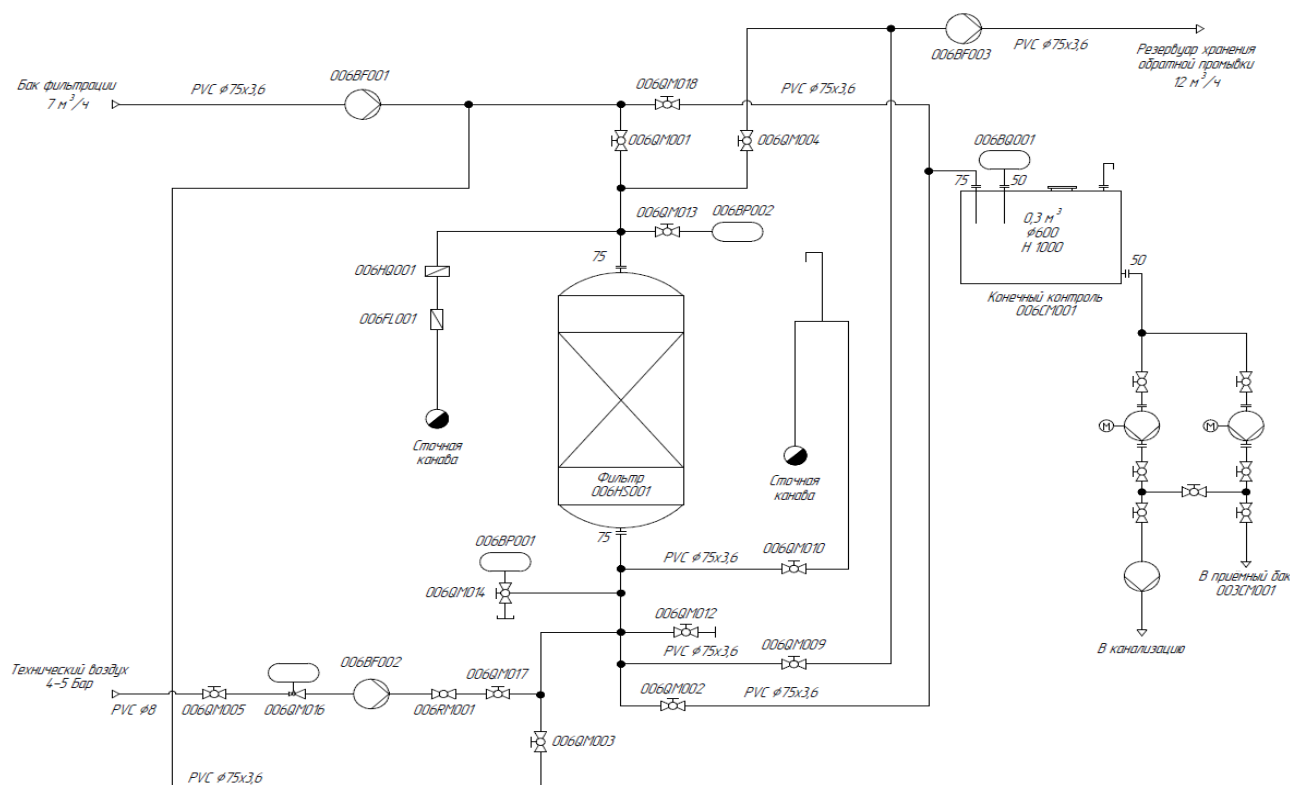 006BF003
PVC ⌀75x3,6
Резервуар хранения
обратной промывки
12 м³/ч
Бак фильтрации
7 м³/ч
PVC ⌀75x3,6
006BF001
006QM018
PVC ⌀75x3,6
006QM001
006QM004
006BQ001
75
50
0,3 м³
⌀600
H 1000
50
Конечный контроль
006CM001
006QM013
006BP002
75
006HQ001
006FL001
Сточная
канава
Фильтр
006HS001
Сточная
канава
M
M
75
006BP001
006QM014
PVC ⌀75x3,6
006QM010
006QM012
PVC ⌀75x3,6
006QM009
006QM002
PVC ⌀75x3,6
В приемный бак
003CM001
В канализацию
Технический воздух
4-5 Бар
PVC ⌀8
006QM005
006QM016
006BF002
006RM001
006QM017
006QM003
PVC ⌀75x3,6